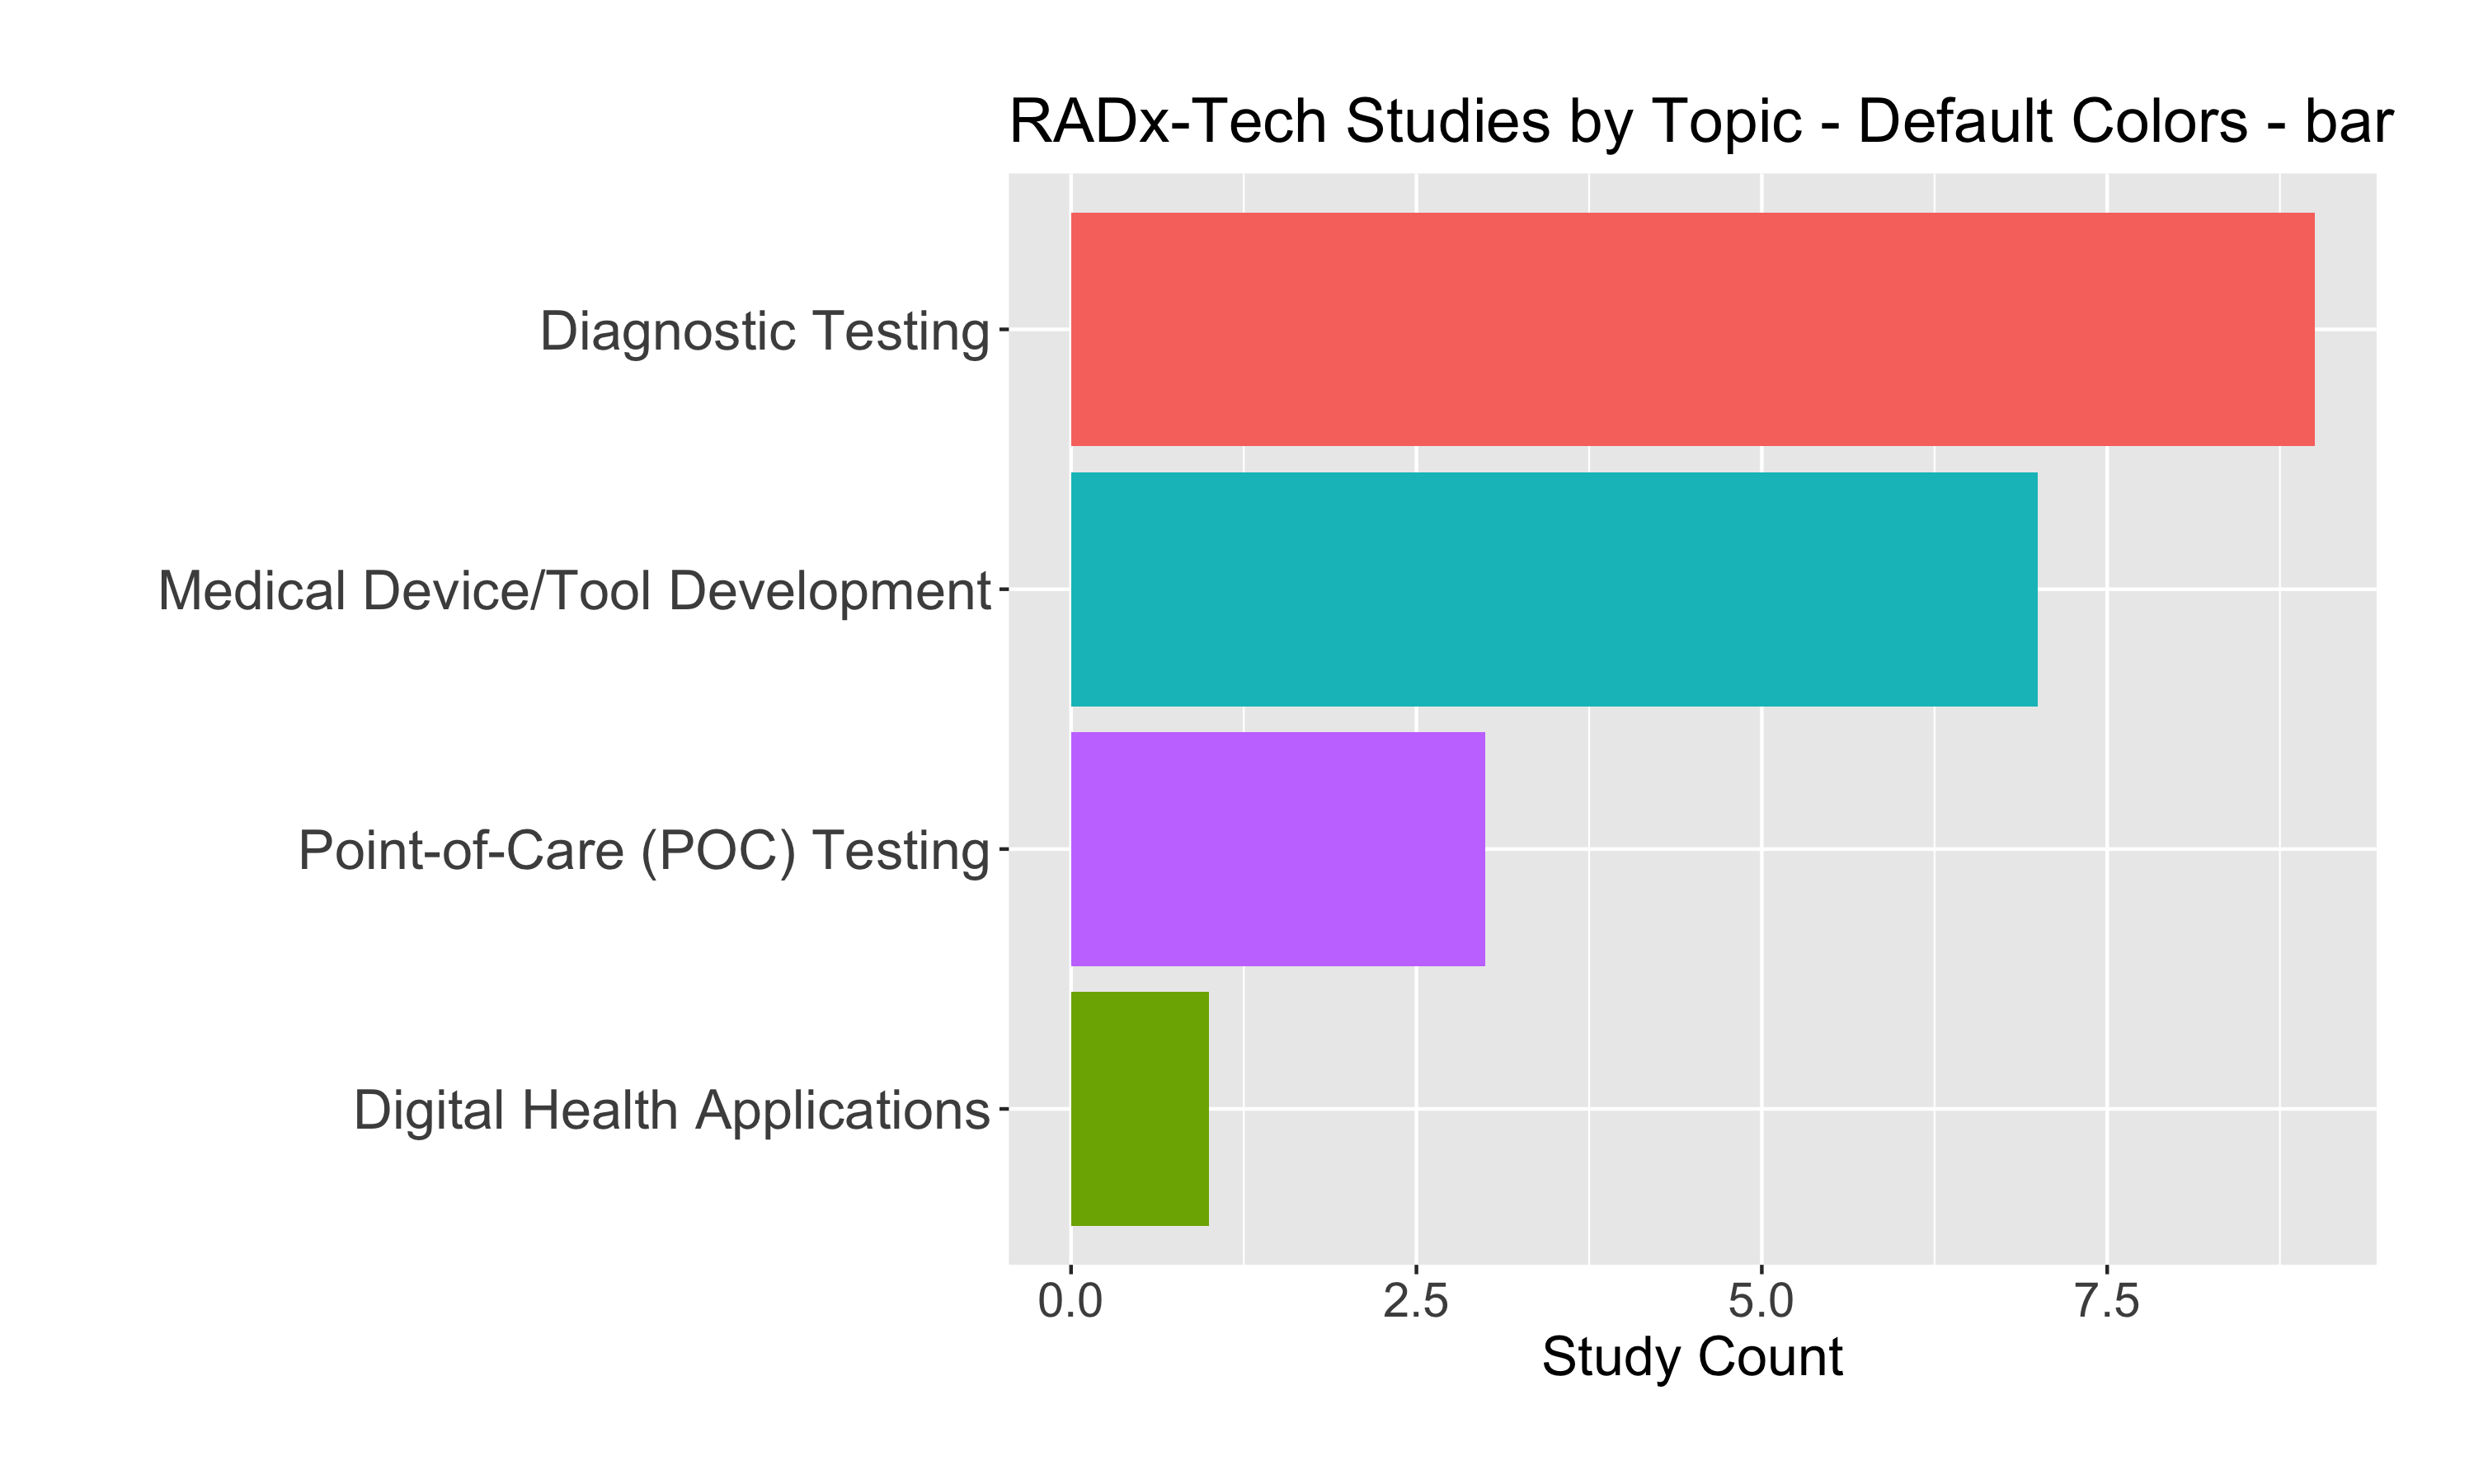 RADx-Tech Studies by Topic - Default Colors - bar
Diagnostic Testing
Medical Device/Tool Development
Point-of-Care (POC) Testing
Digital Health Applications
0.0 2.5 5.0 7.5
Study Count